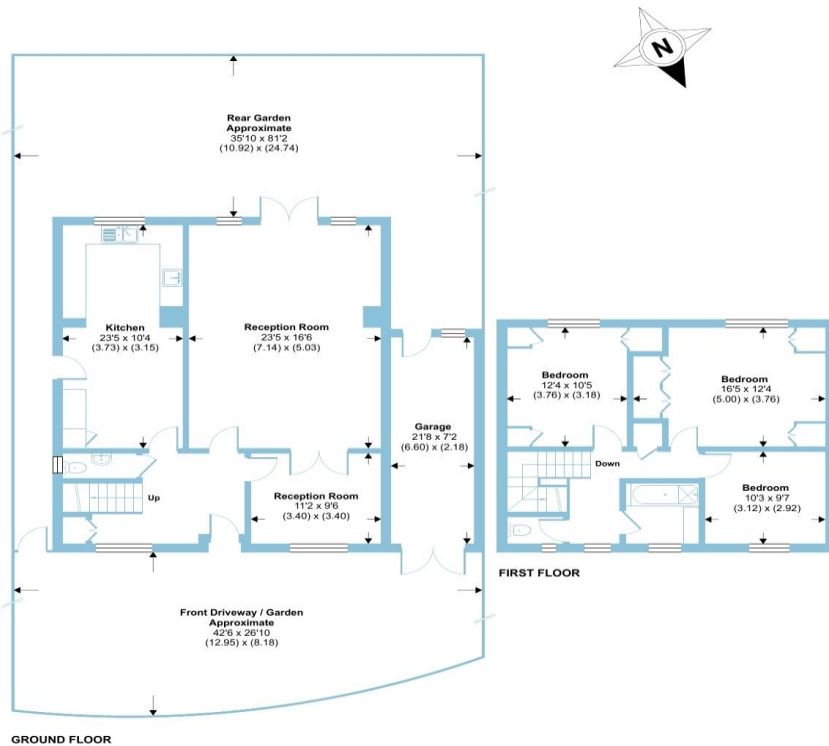 N
Rear Garden
Approximate
35'10 x 81'2
(10.92) x (24.74)
Kitchen
23'5 x 10'4
(3.73) x (3.15)
Reception Room
23'5 x 16'6
(7.14) x (5.03)
Garage
21'8 x 7'2
(6.60) x (2.18)
Up
Reception Room
11'2 x 9'6
(3.40) x (3.40)
Front Driveway / Garden
Approximate
42'6 x 26'10
(12.95) x (8.18)
GROUND FLOOR
Bedroom
12'4 x 10'5
(3.76) x (3.18)
Bedroom
16'5 x 12'4
(5.00) x (3.76)
Down
Bedroom
10'3 x 9'7
(3.12) x (2.92)
FIRST FLOOR